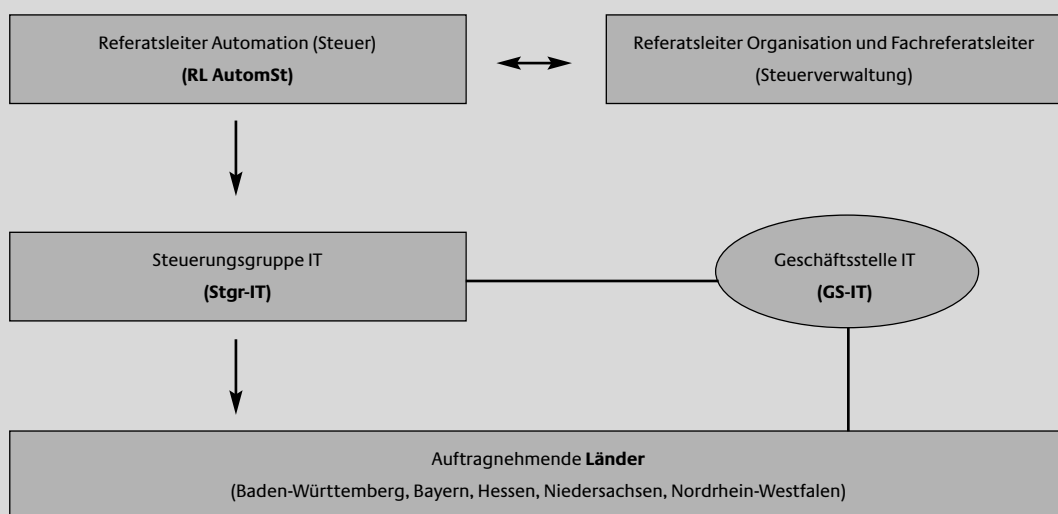 Referatsleiter Automation (Steuer)
(RL AutomSt)
Referatsleiter Organisation und Fachreferatsleiter
(Steuerverwaltung)
Steuerungsgruppe IT
(Stgr-IT)
Geschäftsstelle IT
(GS-IT)
Auftragnehmende Länder
(Baden-Württemberg, Bayern, Hessen, Niedersachsen, Nordrhein-Westfalen)